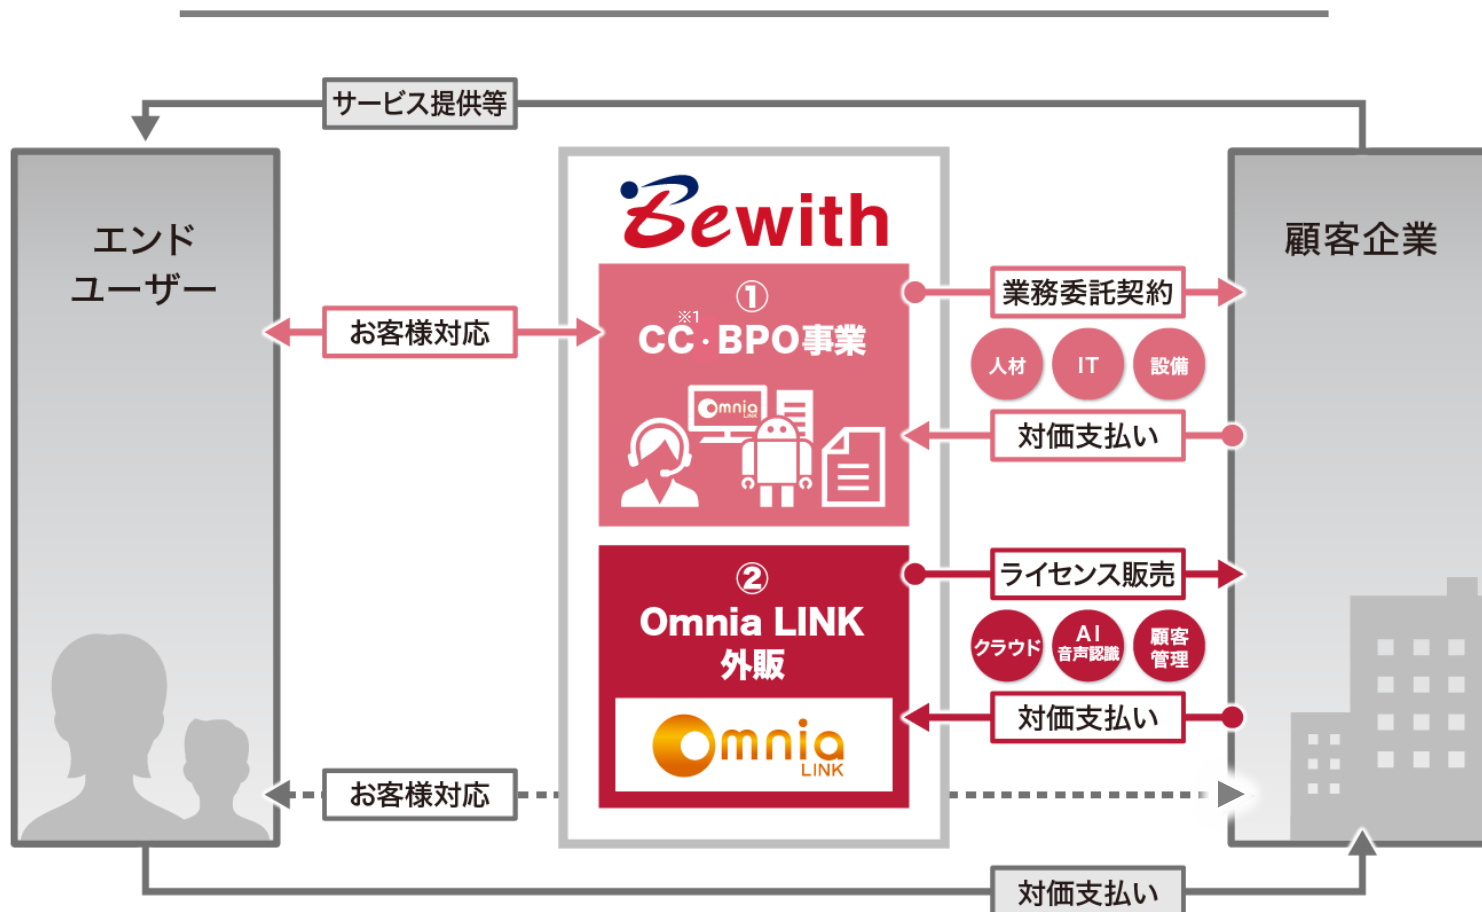 サービス提供等
エンド
ユーザー
お客様対応
Bewith
①
※1
CC・BPO事業
Omnia
LINK
業務委託契約
人材
IT
設備
対価支払い
顧客企業
②
Omnia LINK
外販
Omnia
LINK
ライセンス販売
クラウド
AI
音声認識
顧客
管理
対価支払い
お客様対応
対価支払い